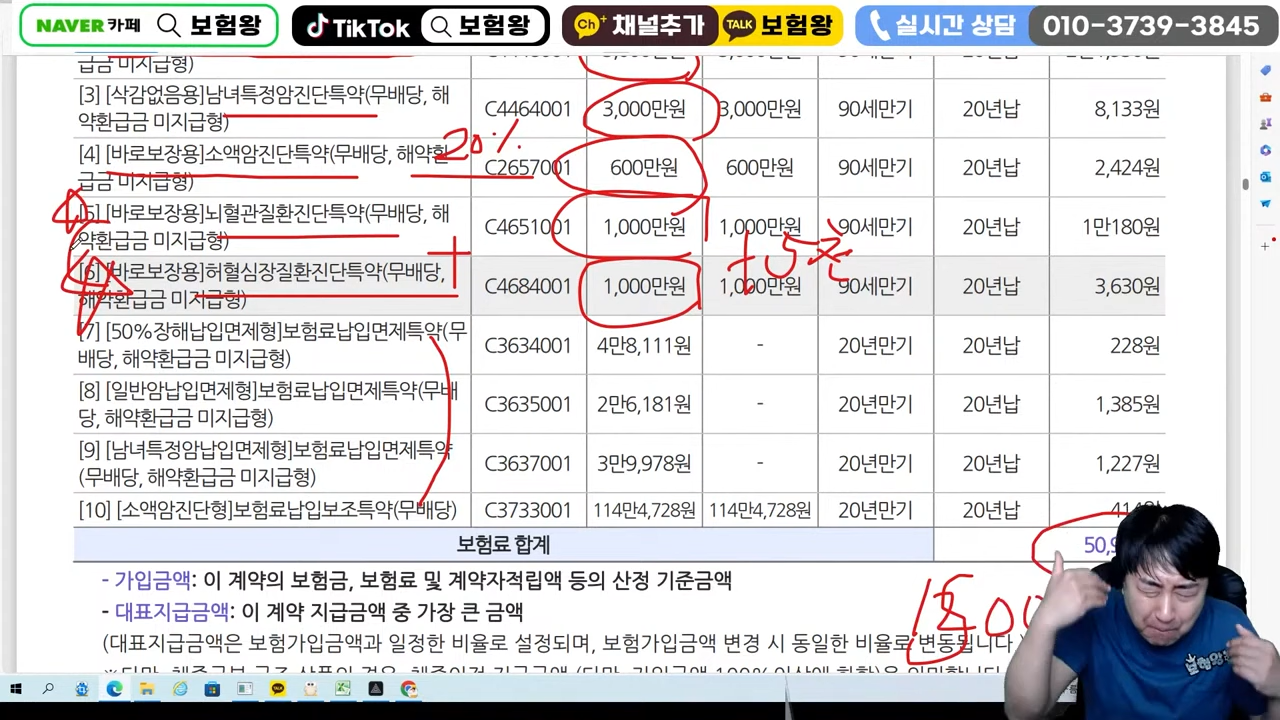 NAVER 카페 보험왕 TikTok 보험왕 Ch+ 채널추가 TALK 보험왕 실시간 상담 010-3739-3845
급금 미지급형)
[3] [삭감없음용]남녀특정암진단특약(무배당, 해약환급금 미지급형) C4464001 3,000만원 3,000만원 90세만기 20년납 8,133원
[4] [바로보장용]소액암진단특약(무배당, 해약환급금 미지급형) C2657001 600만원 600만원 90세만기 20년납 2,424원
20%
[5] [바로보장용]뇌혈관질환진단특약(무배당, 해약환급금 미지급형) C4651001 1,000만원 1,000만원 90세만기 20년납 1만180원
[6] [바로보장용]허혈심장질환진단특약(무배당, 해약환급금 미지급형) C4684001 1,000만원 1,000만원 90세만기 20년납 3,630원
[7] [50%장해납입면제형]보험료납입면제특약(무배당, 해약환급금 미지급형) C3634001 4만8,111원 - 20년만기 20년납 228원
[8] [일반암납입면제형]보험료납입면제특약(무배당, 해약환급금 미지급형) C3635001 2만6,181원 - 20년만기 20년납 1,385원
[9] [남녀특정암납입면제형]보험료납입면제특약(무배당, 해약환급금 미지급형) C3637001 3만9,978원 - 20년만기 20년납 1,227원
[10] [소액암진단형]보험료납입보조특약(무배당) C3733001 114만4,728원 114만4,728원 20년만기 20년납
보험료 합계
- 가입금액: 이 계약의 보험금, 보험료 및 계약자적립액 등의 산정 기준금액
- 대표지급금액: 이 계약 지급금액 중 가장 큰 금액
(대표지급금액은 보험가입금액과 일정한 비율로 설정되며, 보험가입금액 변경 시 동일한 비율로 변동됩니다